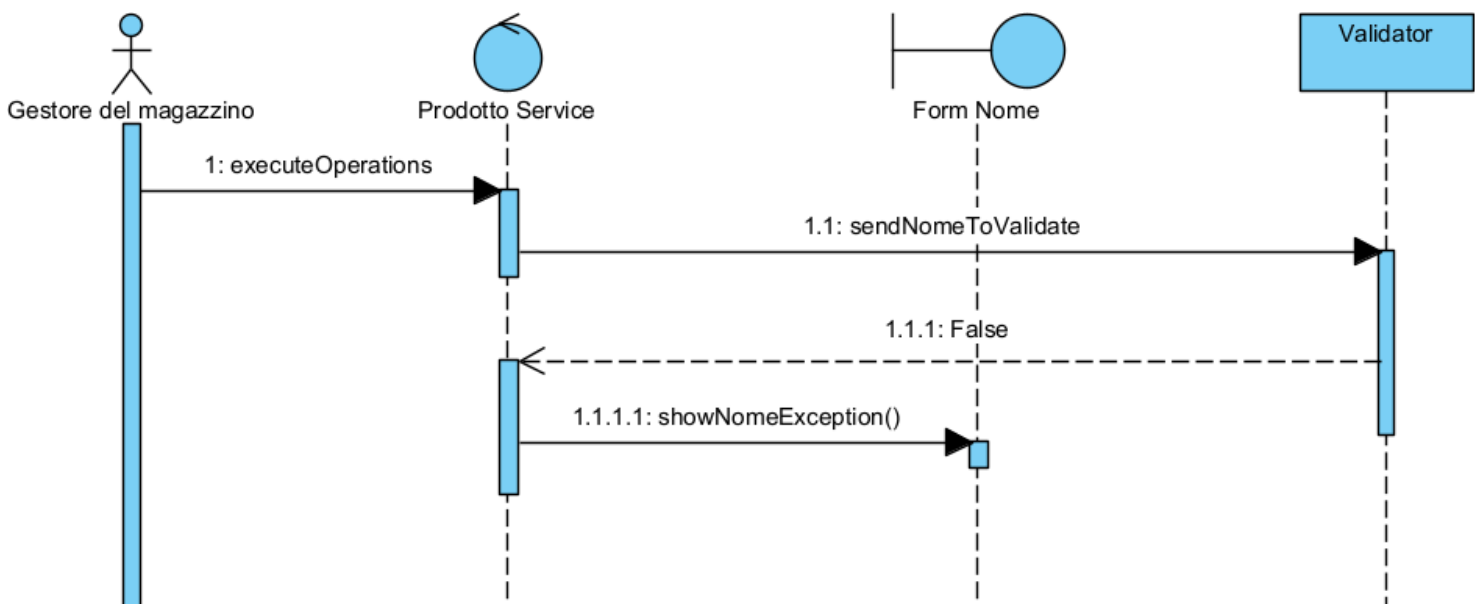 Validator
Gestore del magazzino
Prodotto Service
Form Nome
1: executeOperations
1.1: sendNomeToValidate
1.1.1: False
1.1.1.1: showNomeException()